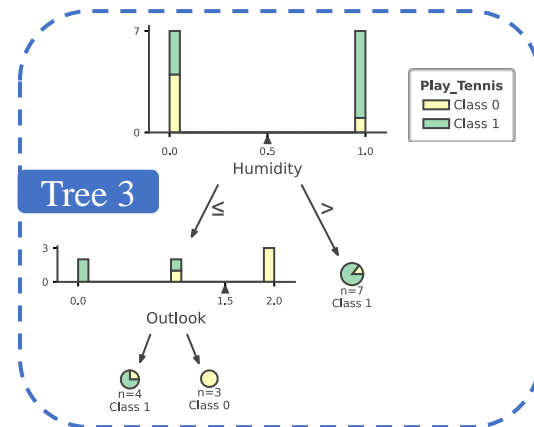 7
0
0.0
0.5
1.0
Humidity
Play_Tennis
Class 0
Class 1
Tree 3
≤
>
3
0
0.0
1.5
2.0
Outlook
n=7
Class 1
n=4
Class 1
n=3
Class 0